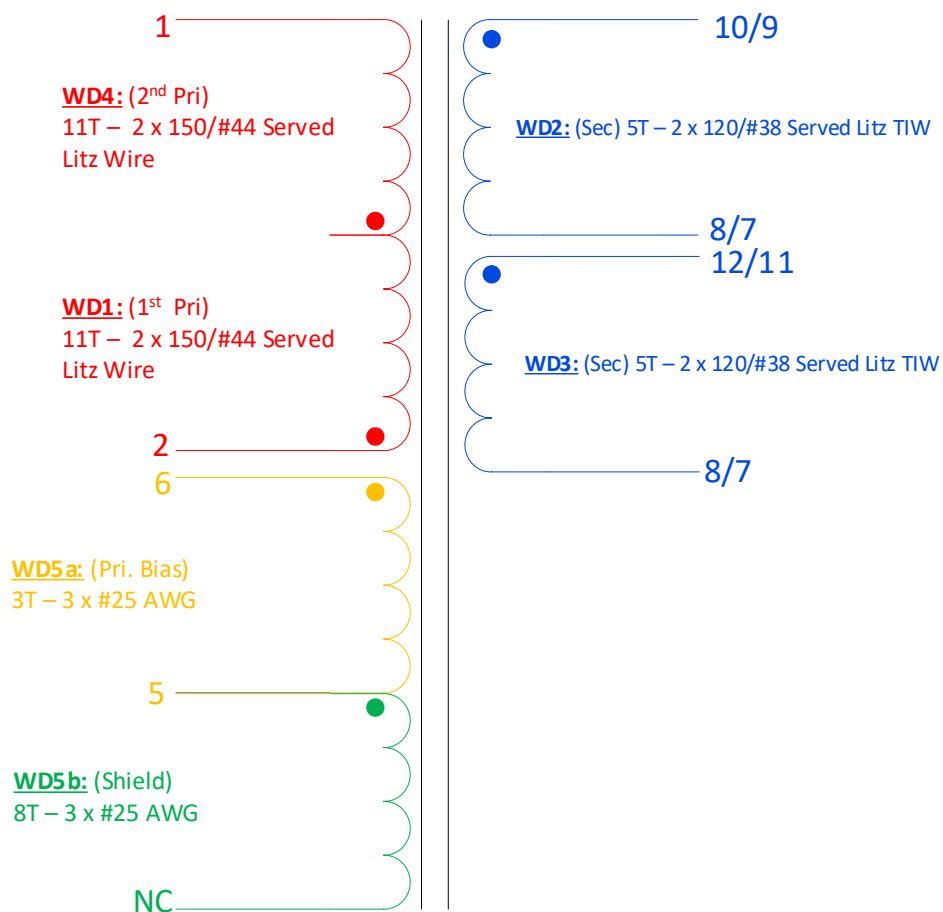 1
WD4: (2nd Pri)
11T – 2 x 150/#44 Served
Litz Wire
WD1: (1st Pri)
11T – 2 x 150/#44 Served
Litz Wire
2
6
WD5a: (Pri. Bias)
3T – 3 x #25 AWG
5
WD5b: (Shield)
8T – 3 x #25 AWG
NC
10/9
WD2: (Sec) 5T – 2 x 120/#38 Served Litz TIW
8/7
12/11
WD3: (Sec) 5T – 2 x 120/#38 Served Litz TIW
8/7